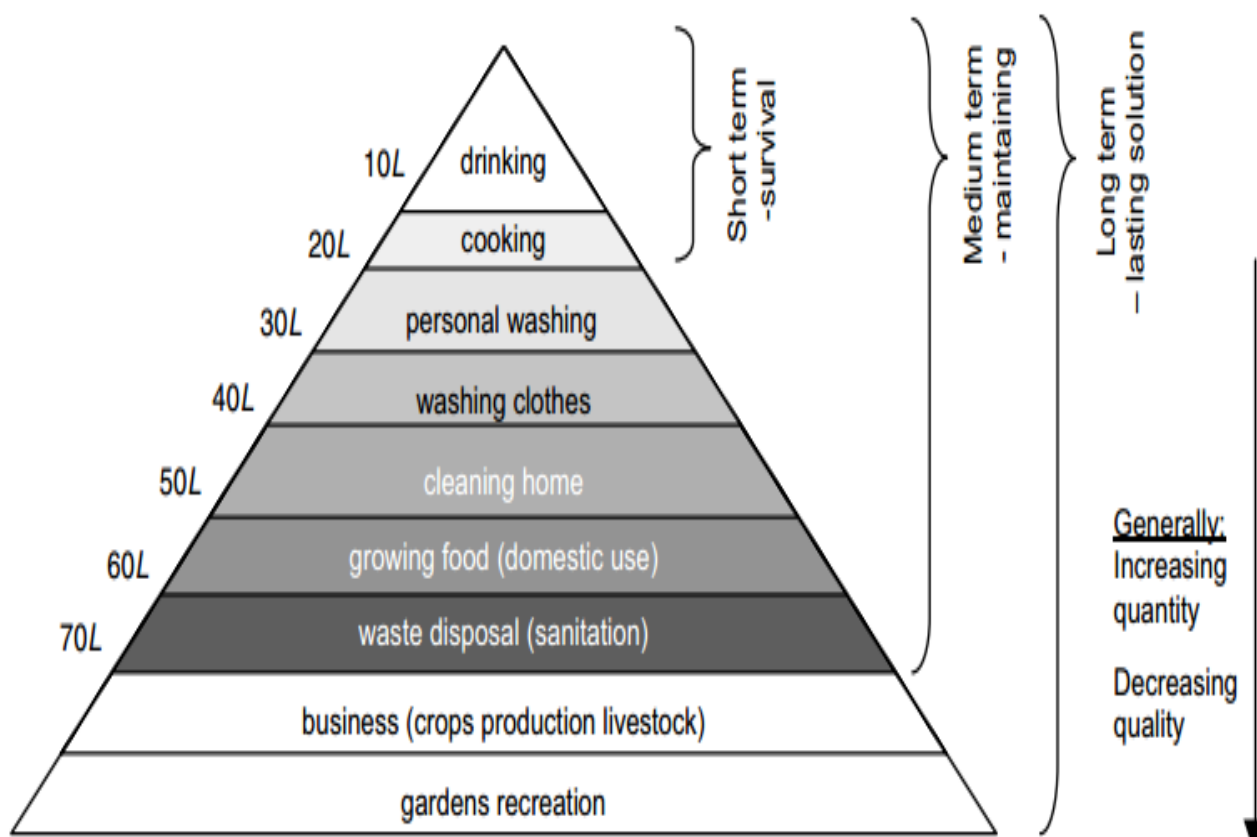 10L drinking
20L cooking
30L personal washing
40L washing clothes
50L cleaning home
60L growing food (domestic use)
70L waste disposal (sanitation)
business (crops production livestock)
gardens recreation
Short term
-survival
Medium term
- maintaining
Long term
– lasting solution
Generally:
Increasing
quantity
Decreasing
quality